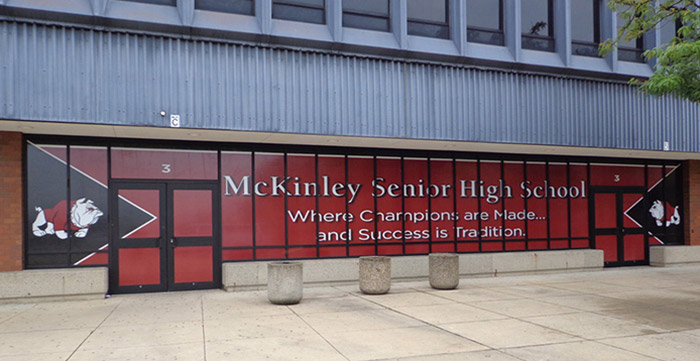 C
3
3
McKinley Senior High School
Where Champions are Made...
and Success is Tradition.